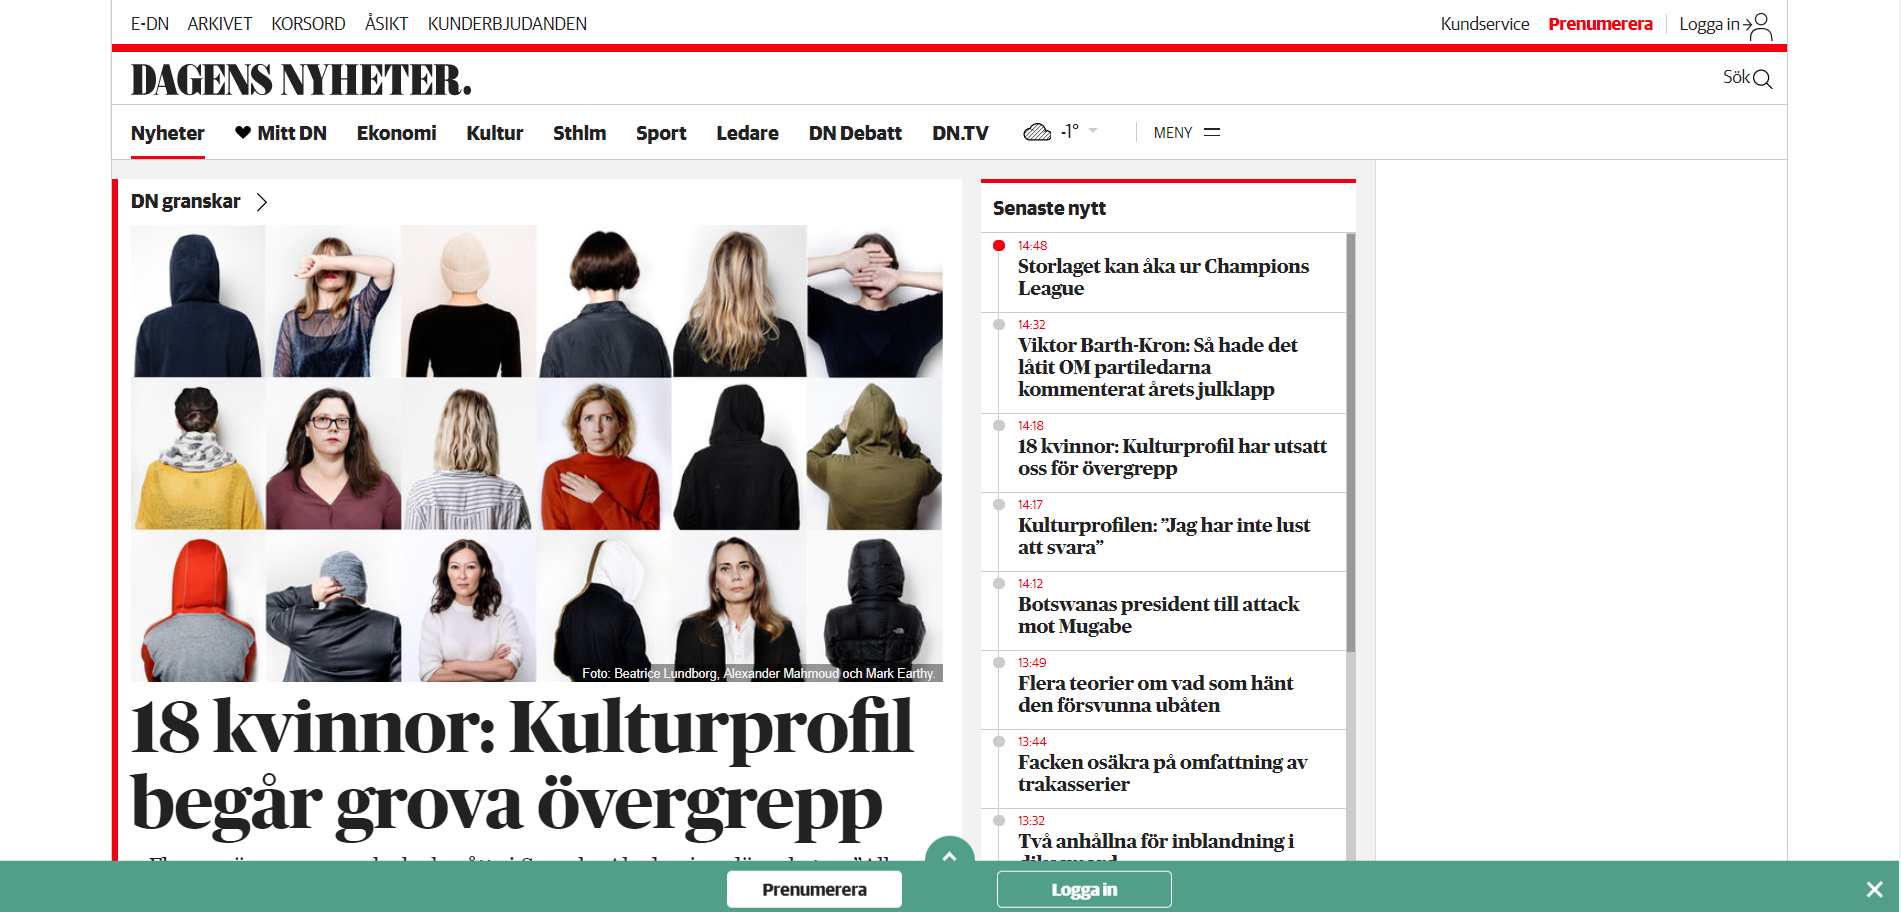 E-DN ARKIVET KORSORD ÅSIKT KUNDERBJUDANDEN
Kundservice Prenumerera Logga in
DAGENS NYHETER.
Sök
Nyheter Mitt DN Ekonomi Kultur Sthlm Sport Ledare DN Debatt DN.TV -1° MENY
DN granskar
Foto: Beatrice Lundborg, Alexander Mahmoud och Mark Earthy.
18 kvinnor: Kulturprofil
begår grova övergrepp
Senaste nytt
14:48
Storlaget kan åka ur Champions
League
14:32
Viktor Barth-Kron: Så hade det
låtit OM partiledarna
kommenterat årets julklapp
14:18
18 kvinnor: Kulturprofil har utsatt
oss för övergrepp
14:17
Kulturprofilen: ”Jag har inte lust
att svara”
14:12
Botswanas president till attack
mot Mugabe
13:49
Flera teorier om vad som hänt
den försvunna ubåten
13:44
Facken osäkra på omfattning av
trakasserier
13:32
Två anhållna för inblandning i
Prenumerera Logga in